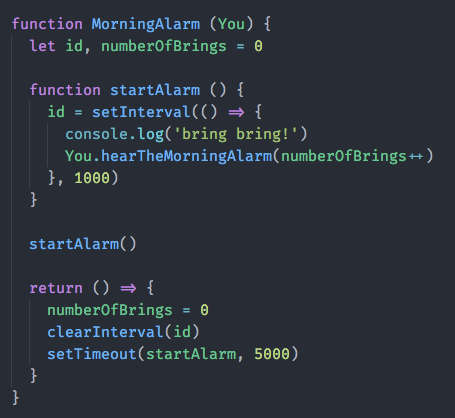 function MorningAlarm (You) {
  let id, numberOfBrings = 0

  function startAlarm () {
    id = setInterval(() => {
      console.log('bring bring!')
      You.hearTheMorningAlarm(numberOfBrings++)
    }, 1000)
  }

  startAlarm()

  return () => {
    numberOfBrings = 0
    clearInterval(id)
    setTimeout(startAlarm, 5000)
  }
}